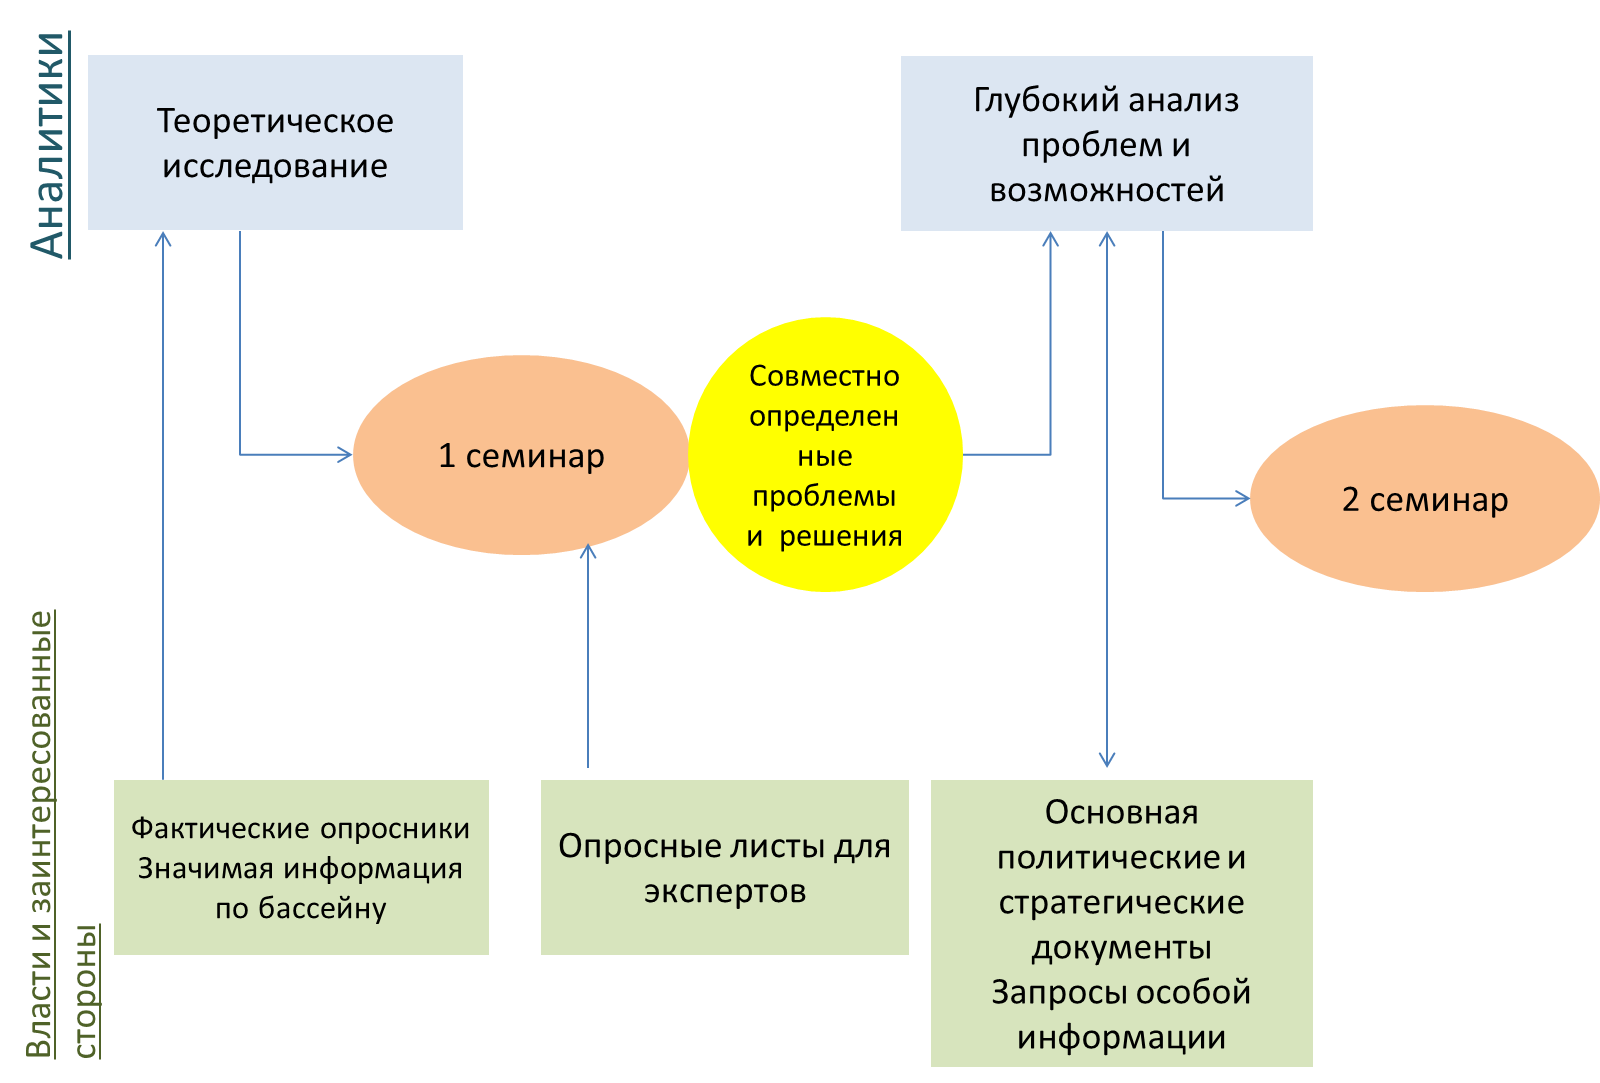 Аналитики
Теоретическое
исследование
Глубокий анализ
проблем и
возможностей
1 семинар
Совместно
определен
ные
проблемы
и решения
2 семинар
Власти и заинтересованные
стороны
Фактические опросники
Значимая информация
по бассейну
Опросные листы для
экспертов
Основная
политические и
стратегические
документы
Запросы особой
информации